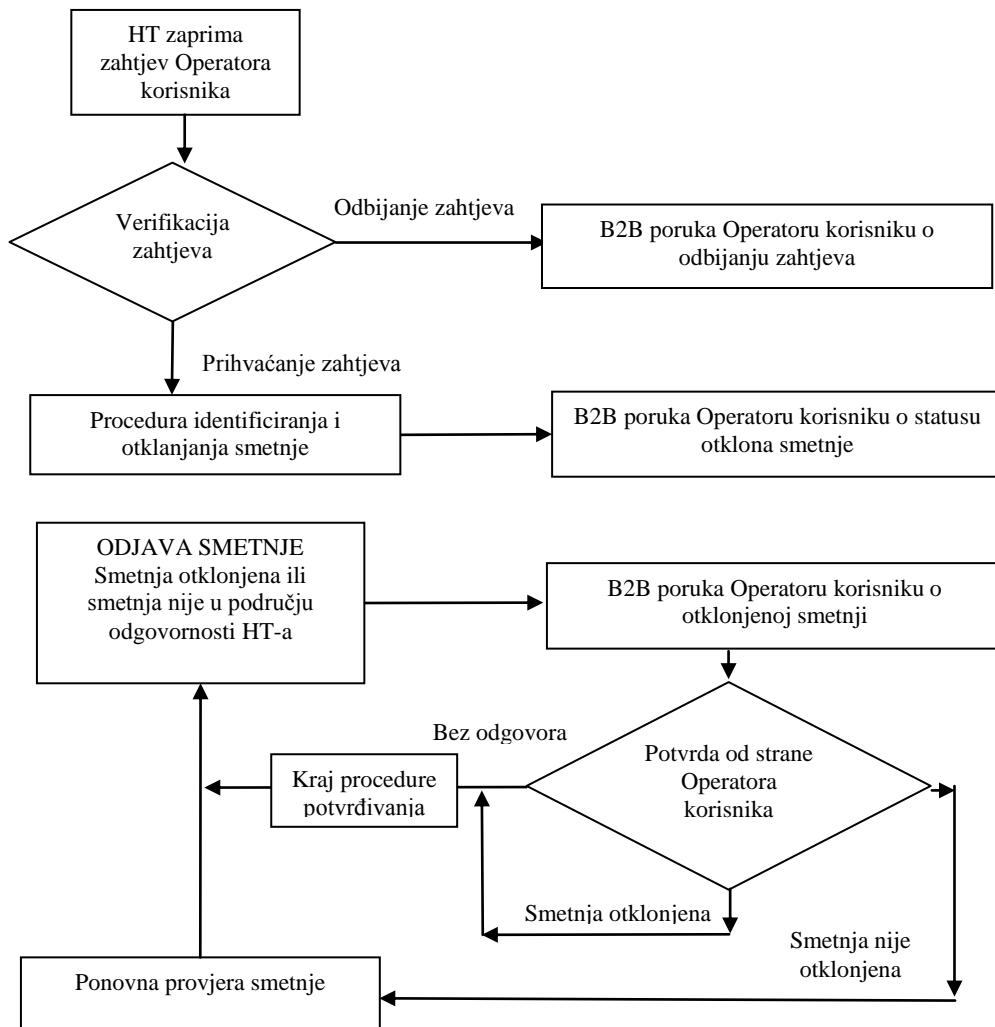 HT zaprima
zahtjev Operatora
korisnika
Verifikacija
zahtjeva
Odbijanje zahtjeva
B2B poruka Operatoru korisniku o
odbijanju zahtjeva
Prihvaćanje zahtjeva
Procedura identificiranja i
otklanjanja smetnje
B2B poruka Operatoru korisniku o statusu
otklona smetnje
ODJAVA SMETNJE
Smetnja otklonjena ili
smetnja nije u području
odgovornosti HT-a
B2B poruka Operatoru korisniku o
otklonjenoj smetnji
Bez odgovora
Kraj procedure
potvrđivanja
Potvrda od strane
Operatora
korisnika
Smetnja otklonjena
Smetnja nije
otklonjena
Ponovna provjera smetnje